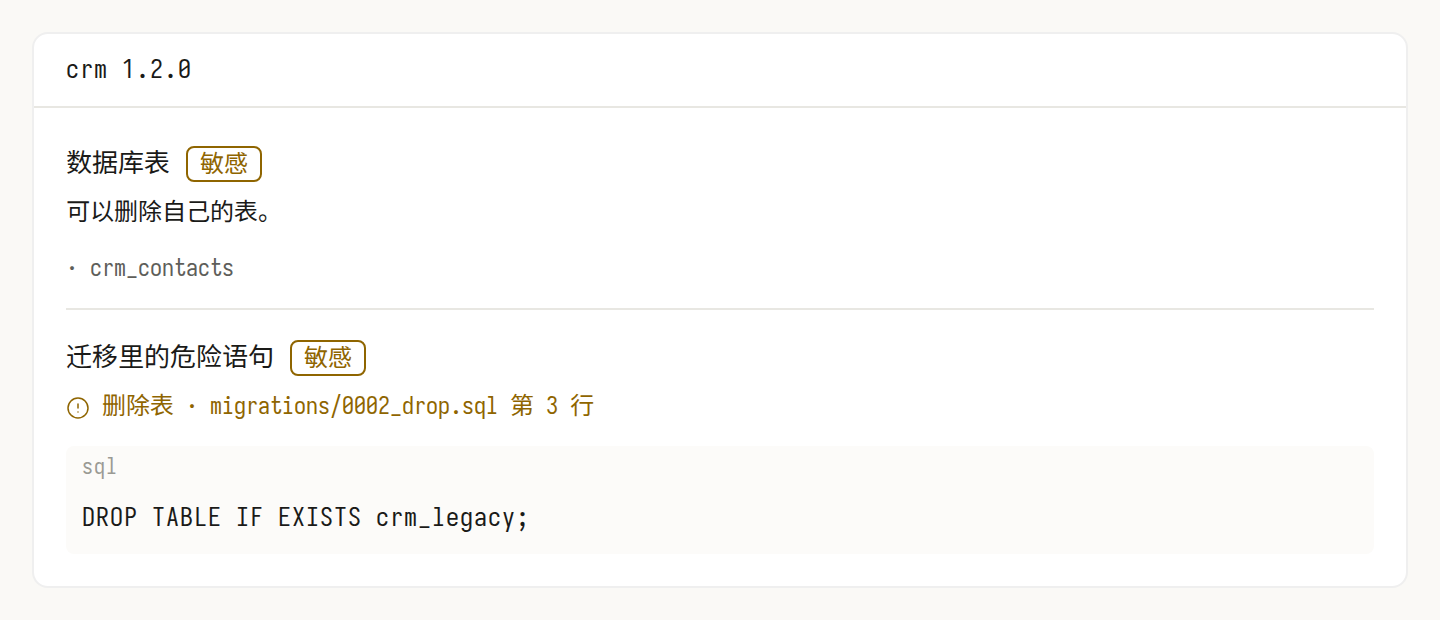 crm 1.2.0
数据库表 敏感
可以删除自己的表。
· crm_contacts
迁移里的危险语句 敏感
删除表 · migrations/0002_drop.sql 第 3 行
sql
DROP TABLE IF EXISTS crm_legacy;